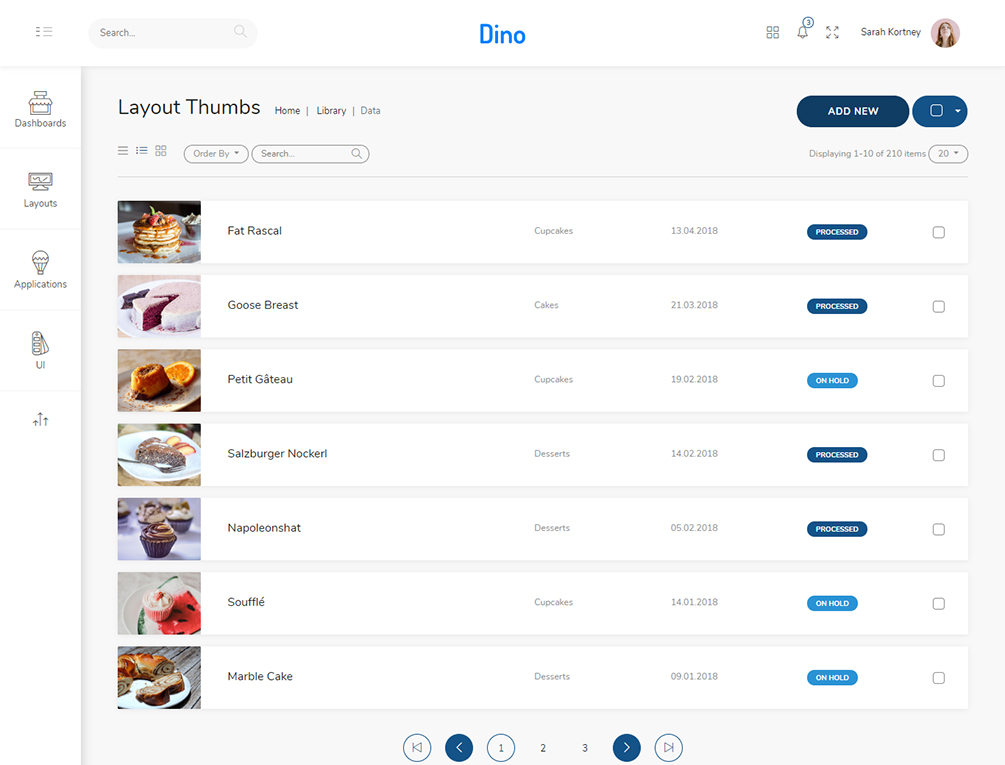 Search...
Dino
3
Sarah Kortney
Dashboards
Layouts
Applications
UI
Layout Thumbs Home | Library | Data
ADD NEW
Order By Search...
Displaying 1-10 of 210 items 20
Fat Rascal Cupcakes 13.04.2018 PROCESSED
Goose Breast Cakes 21.03.2018 PROCESSED
Petit Gâteau Cupcakes 19.02.2018 ON HOLD
Salzburger Nockerl Desserts 14.02.2018 PROCESSED
Napoleonshat Desserts 05.02.2018 PROCESSED
Soufflé Cupcakes 14.01.2018 ON HOLD
Marble Cake Desserts 09.01.2018 ON HOLD
1 2 3